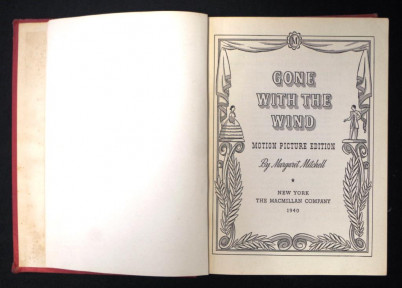 GONE
WITH THE
WIND
MOTION PICTURE EDITION
By Margaret Mitchell
NEW YORK
THE MACMILLAN COMPANY
1940